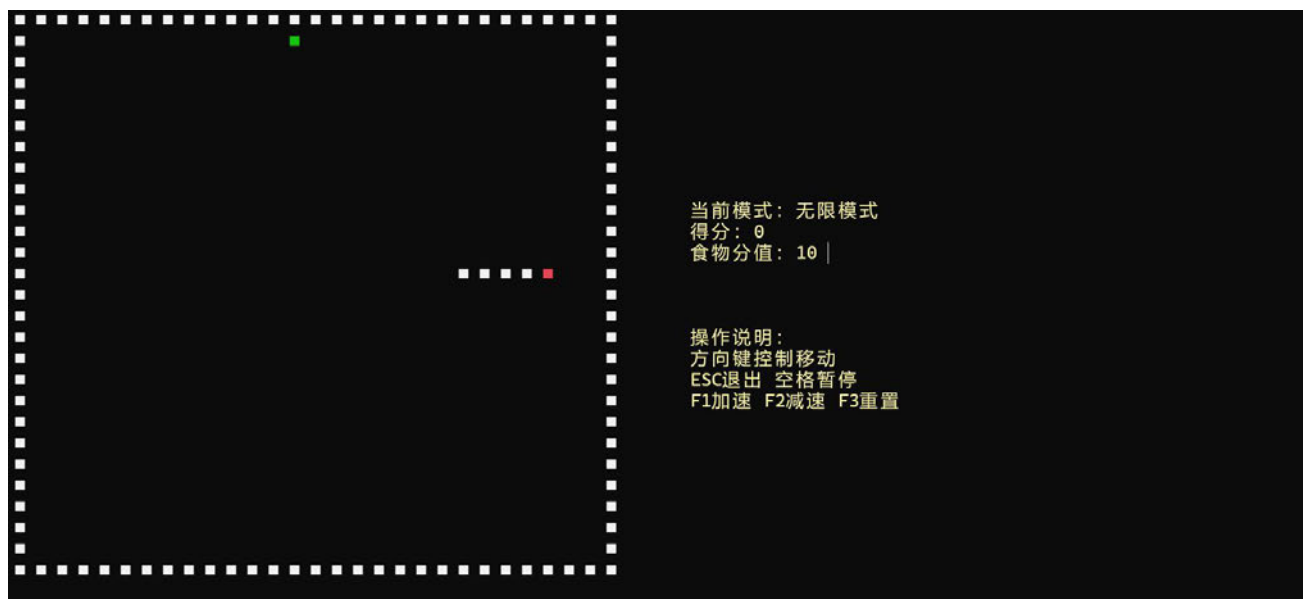 当前模式: 无限模式
得分: 0
食物分值: 10
操作说明:
方向键控制移动
ESC退出 空格暂停
F1加速 F2减速 F3重置